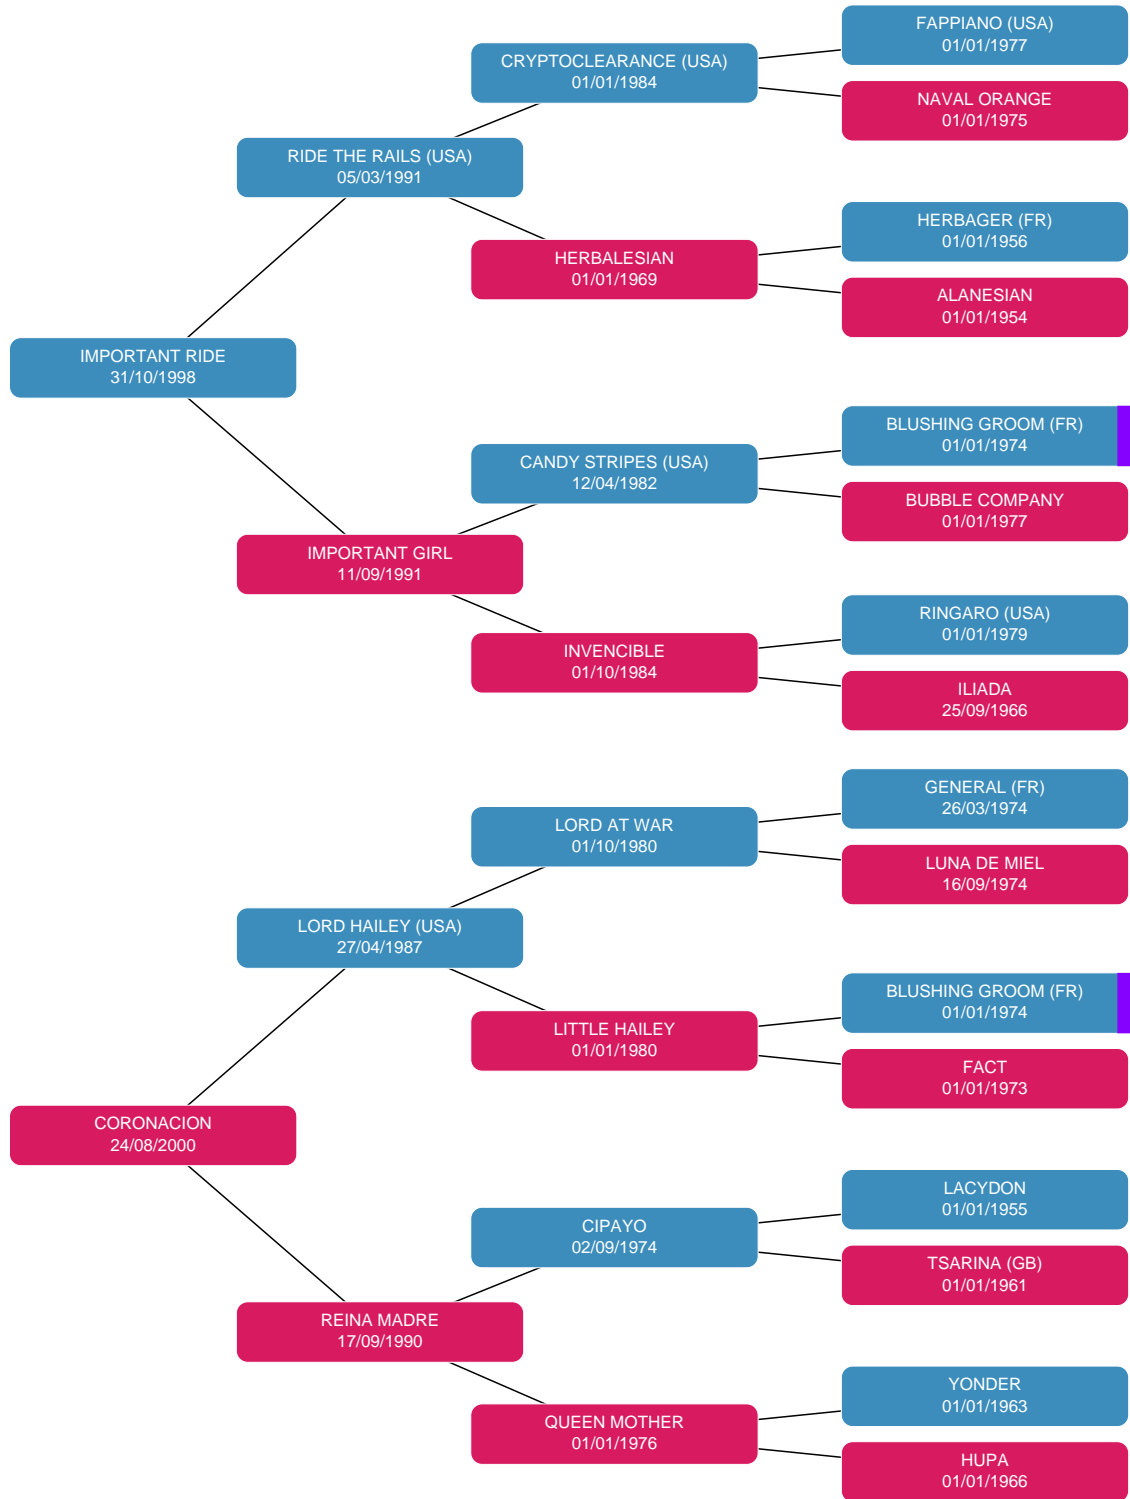 FAPPIANO (USA)
01/01/1977
CRYPTOCLEARANCE (USA)
01/01/1984
NAVAL ORANGE
01/01/1975
RIDE THE RAILS (USA)
05/03/1991
HERBAGER (FR)
01/01/1956
HERBALESIAN
01/01/1969
ALANESIAN
01/01/1954
IMPORTANT RIDE
31/10/1998
BLUSHING GROOM (FR)
01/01/1974
CANDY STRIPES (USA)
12/04/1982
BUBBLE COMPANY
01/01/1977
IMPORTANT GIRL
11/09/1991
RINGARO (USA)
01/01/1979
INVENCIBLE
01/10/1984
ILIADA
25/09/1966
GENERAL (FR)
26/03/1974
LORD AT WAR
01/10/1980
LUNA DE MIEL
16/09/1974
LORD HAILEY (USA)
27/04/1987
BLUSHING GROOM (FR)
01/01/1974
LITTLE HAILEY
01/01/1980
FACT
01/01/1973
CORONACION
24/08/2000
LACYDON
01/01/1955
CIPAYO
02/09/1974
TSARINA (GB)
01/01/1961
REINA MADRE
17/09/1990
YONDER
01/01/1963
QUEEN MOTHER
01/01/1976
HUPA
01/01/1966